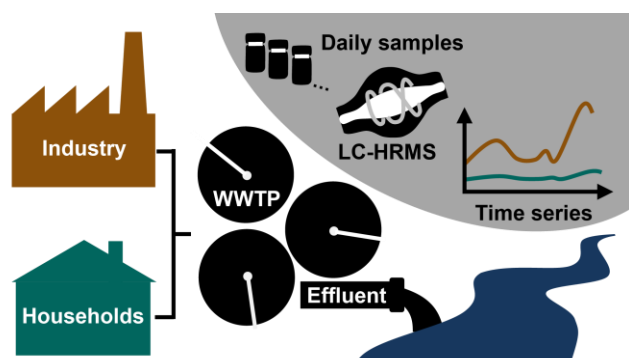 Daily samples
LC-HRMS
Industry
WWTP
Time series
Effluent
Households